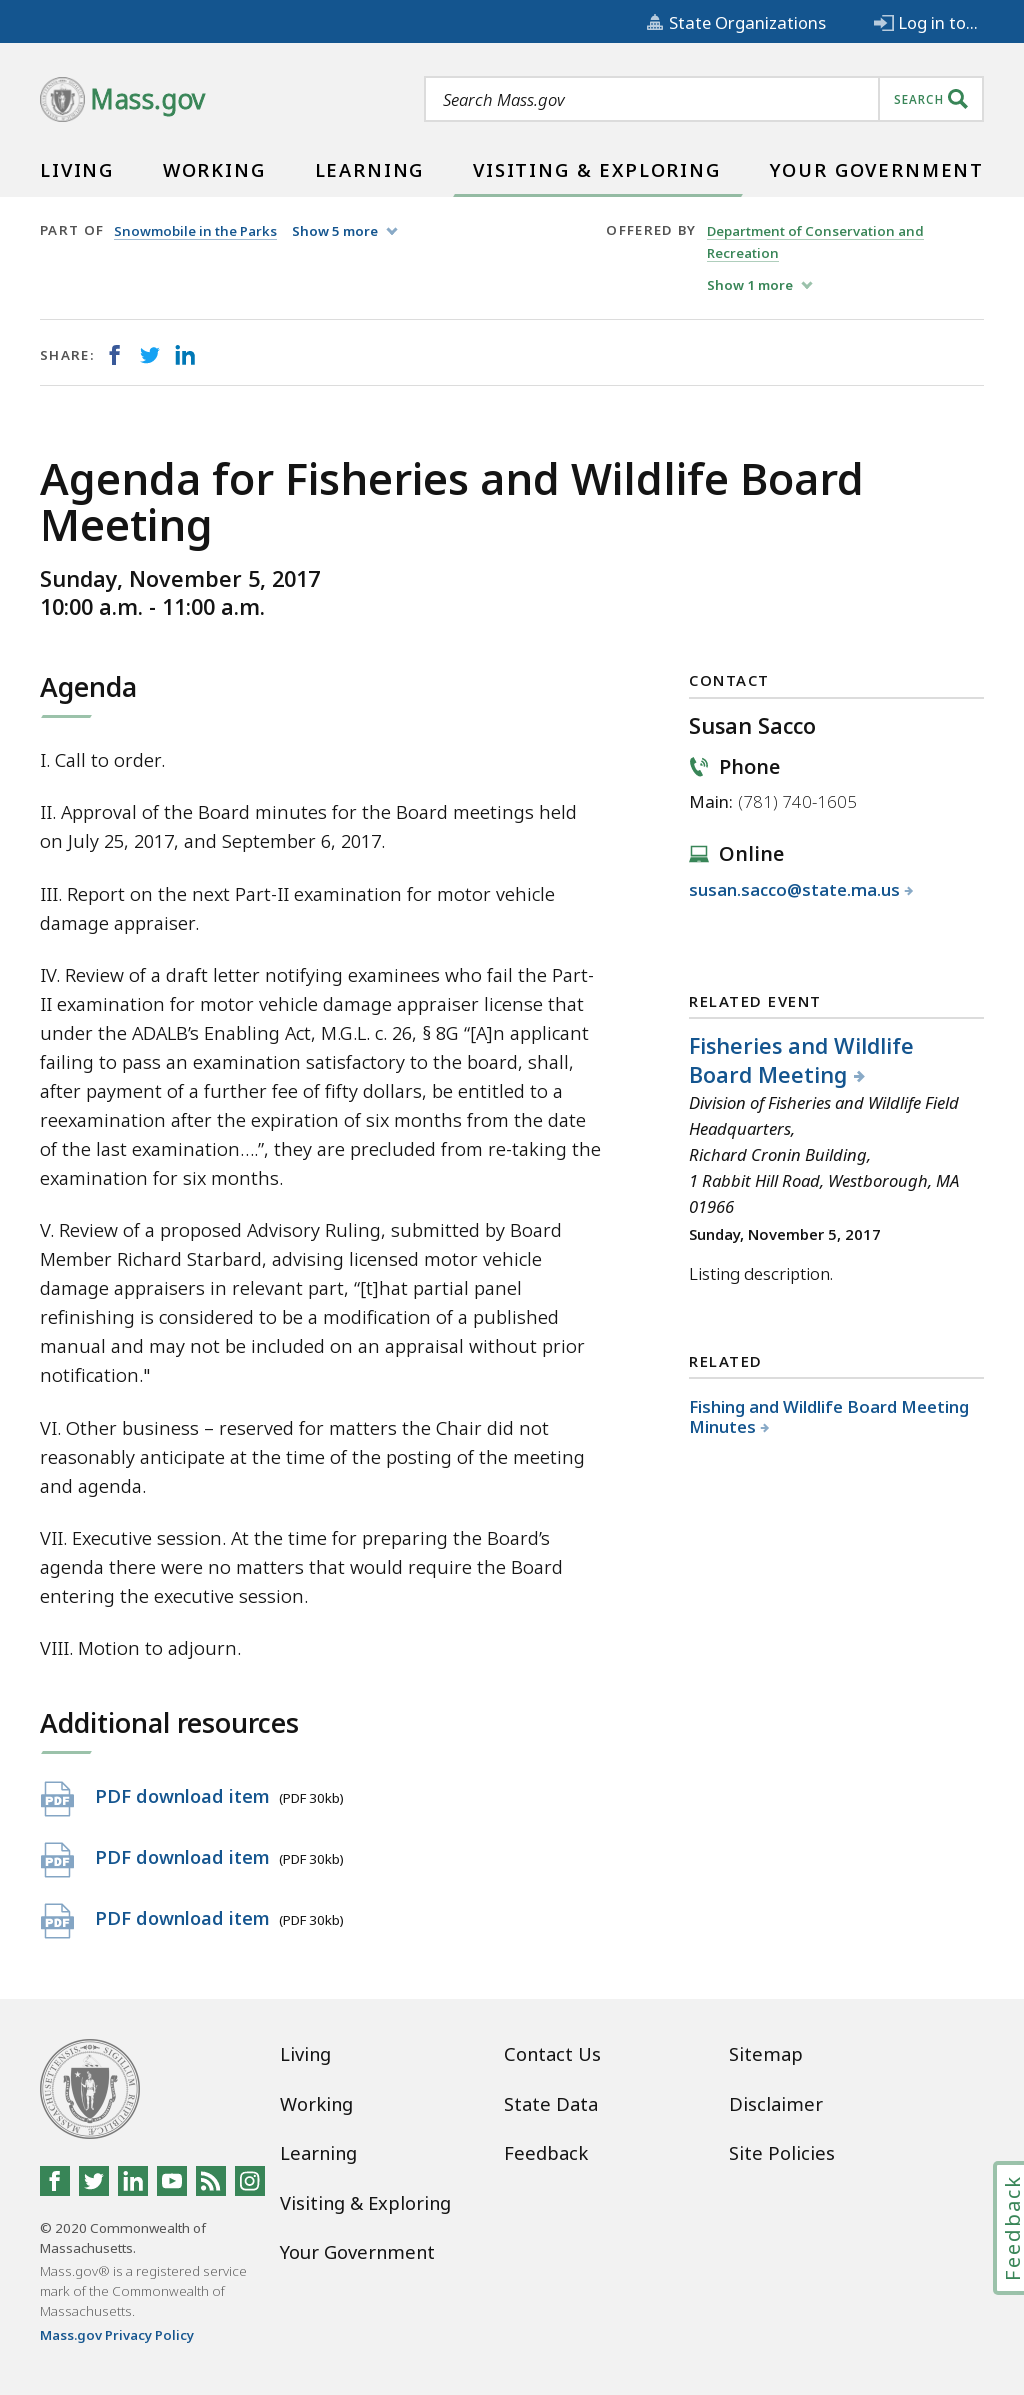 State Organizations
Log in to...
Mass.gov
Search Mass.gov
SEARCH
LIVING
WORKING
LEARNING
VISITING & EXPLORING
YOUR GOVERNMENT
PART OF
Snowmobile in the Parks
Show 5 more
OFFERED BY
Department of Conservation and
Recreation
Show 1 more
SHARE:
Agenda for Fisheries and Wildlife Board
Meeting
Sunday, November 5, 2017
10:00 a.m. - 11:00 a.m.
Agenda
I. Call to order.
II. Approval of the Board minutes for the Board meetings held
on July 25, 2017, and September 6, 2017.
III. Report on the next Part-II examination for motor vehicle
damage appraiser.
IV. Review of a draft letter notifying examinees who fail the Part-
II examination for motor vehicle damage appraiser license that
under the ADALB’s Enabling Act, M.G.L. c. 26, § 8G “[A]n applicant
failing to pass an examination satisfactory to the board, shall,
after payment of a further fee of fifty dollars, be entitled to a
reexamination after the expiration of six months from the date
of the last examination….”, they are precluded from re-taking the
examination for six months.
V. Review of a proposed Advisory Ruling, submitted by Board
Member Richard Starbard, advising licensed motor vehicle
damage appraisers in relevant part, “[t]hat partial panel
refinishing is considered to be a modification of a published
manual and may not be included on an appraisal without prior
notification."
VI. Other business – reserved for matters the Chair did not
reasonably anticipate at the time of the posting of the meeting
and agenda.
VII. Executive session. At the time for preparing the Board’s
agenda there were no matters that would require the Board
entering the executive session.
VIII. Motion to adjourn.
Additional resources
PDF
PDF download item (PDF 30kb)
PDF
PDF download item (PDF 30kb)
PDF
PDF download item (PDF 30kb)
CONTACT
Susan Sacco
Phone
Main: (781) 740-1605
Online
susan.sacco@state.ma.us
RELATED EVENT
Fisheries and Wildlife
Board Meeting
Division of Fisheries and Wildlife Field
Headquarters,
Richard Cronin Building,
1 Rabbit Hill Road, Westborough, MA
01966
Sunday, November 5, 2017
Listing description.
RELATED
Fishing and Wildlife Board Meeting
Minutes
Living
Working
Learning
Visiting & Exploring
Your Government
Contact Us
State Data
Feedback
Sitemap
Disclaimer
Site Policies
© 2020 Commonwealth of
Massachusetts.
Mass.gov® is a registered service
mark of the Commonwealth of
Massachusetts.
Mass.gov Privacy Policy
Feedback